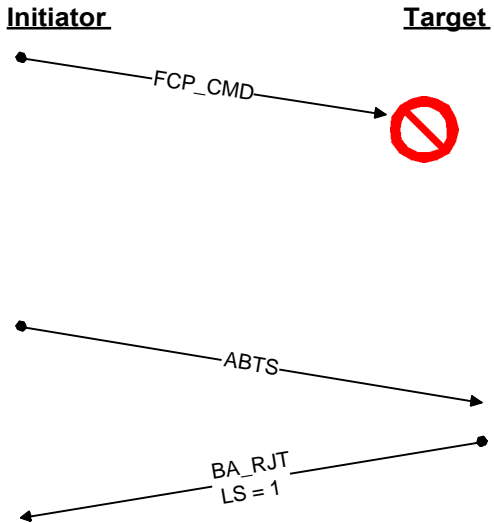 Initiator
Target
FCP_CMD
ABTS
BA_RJT
LS = 1